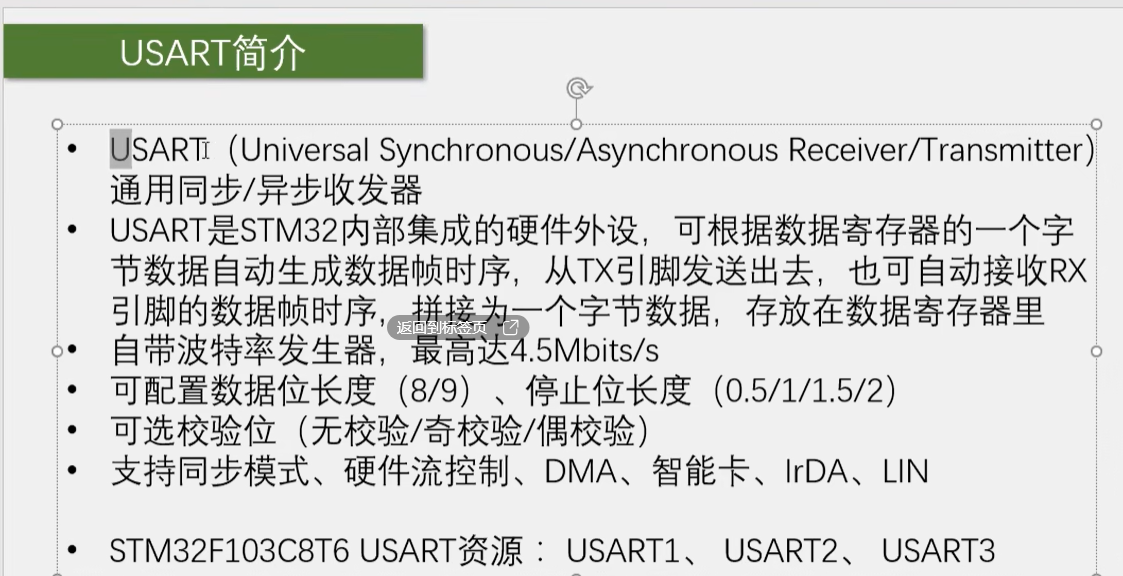 USART简介
• USART（Universal Synchronous/Asynchronous Receiver/Transmitter）
通用同步/异步收发器
• USART是STM32内部集成的硬件外设，可根据数据寄存器的一个字
节数据自动生成数据帧时序，从TX引脚发送出去，也可自动接收RX
引脚的数据帧时序，拼接为一个字节数据，存放在数据寄存器里
返回到标签页
• 自带波特率发生器，最高达4.5Mbits/s
• 可配置数据位长度（8/9）、停止位长度（0.5/1/1.5/2）
• 可选校验位（无校验/奇校验/偶校验）
• 支持同步模式、硬件流控制、DMA、智能卡、IrDA、LIN
• STM32F103C8T6 USART资源： USART1、 USART2、 USART3